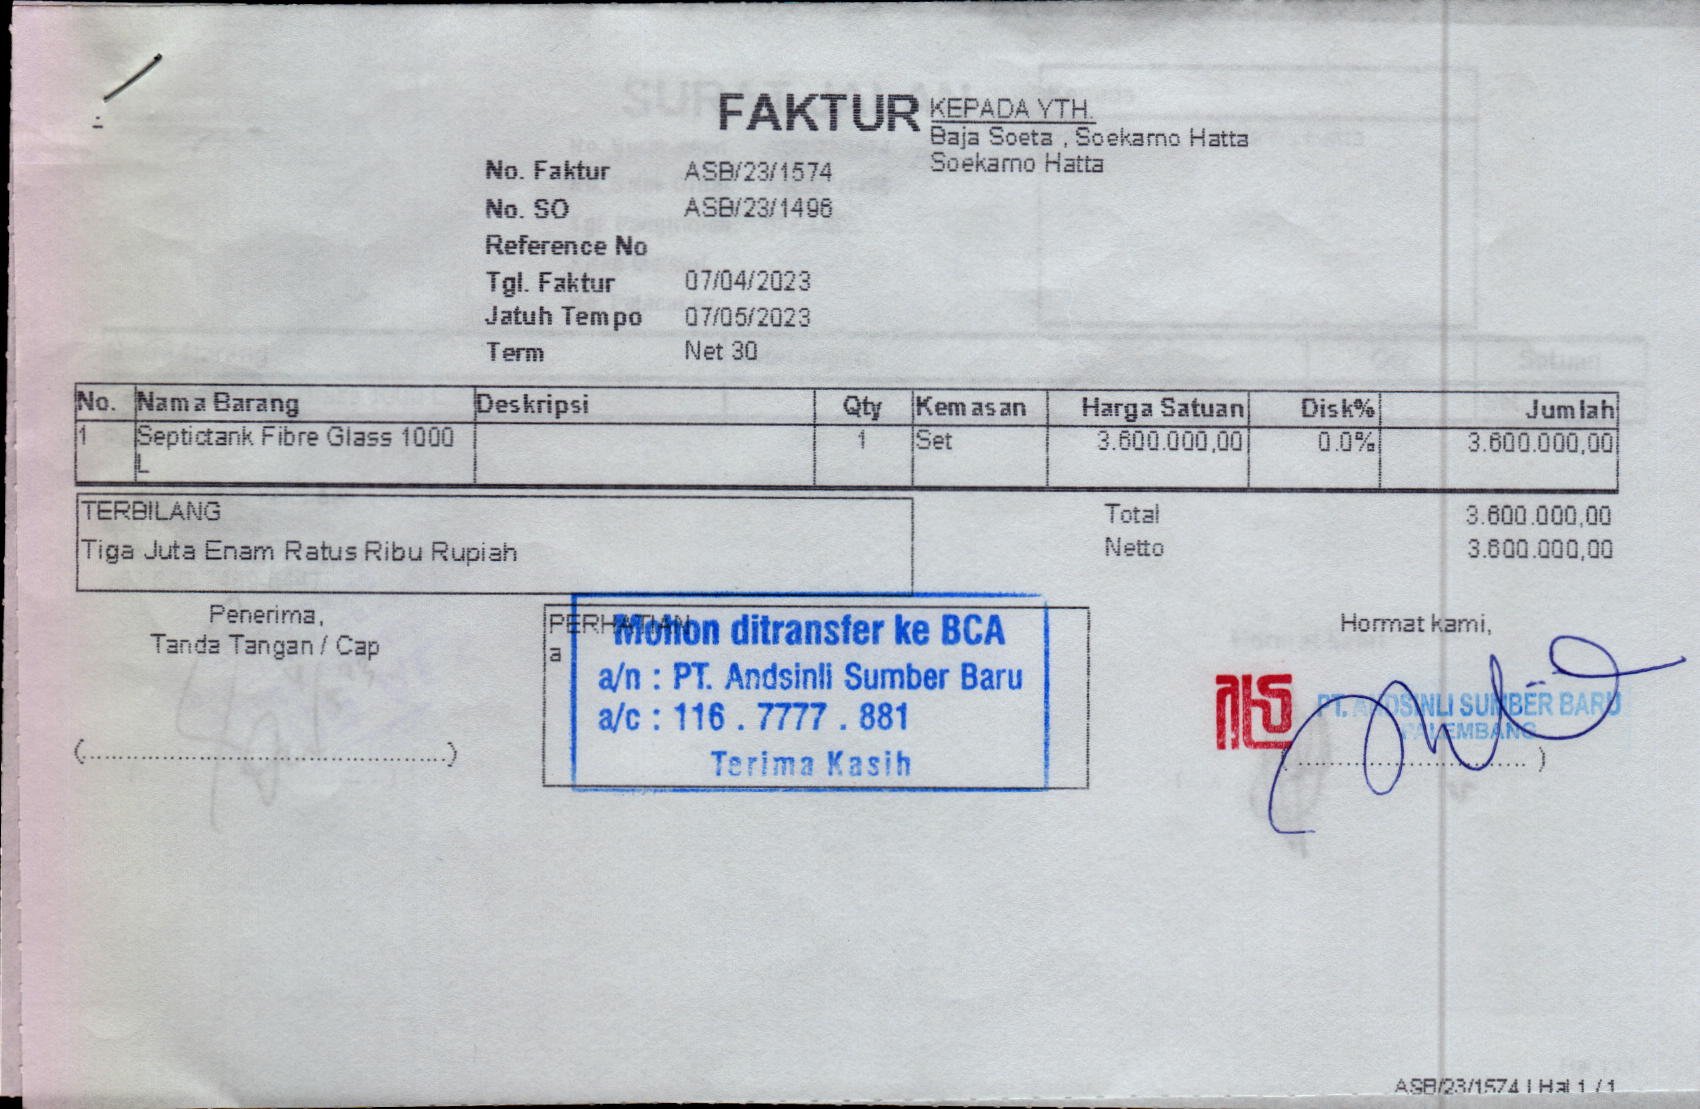 FAKTUR
KEPADA YTH.
Baja Soeta , Soekarno Hatta
Soekarno Hatta
No. Faktur ASB/23/1574
No. SO ASB/23/1496
Reference No
Tgl. Faktur 07/04/2023
Jatuh Tempo 07/05/2023
Term Net 30
No. Nama Barang Deskripsi Qty Kemasan Harga Satuan Disk% Jumlah
1 Septictank Fibre Glass 1000 1 Set 3.600.000,00 0.0% 3.600.000,00
L
TERBILANG
Tiga Juta Enam Ratus Ribu Rupiah
Total 3.600.000,00
Netto 3.600.000,00
Penerima,
Tanda Tangan / Cap
(................................................)
PERHATIAN
a
Mohon ditransfer ke BCA
a/n : PT. Andsinli Sumber Baru
a/c : 116 . 7777 . 881
Terima Kasih
Hormat kami,
PT. ANDSINLI SUMBER BARU
PALEMBANG
(................................ )
ASB/23/1574 | Hal 1 / 1